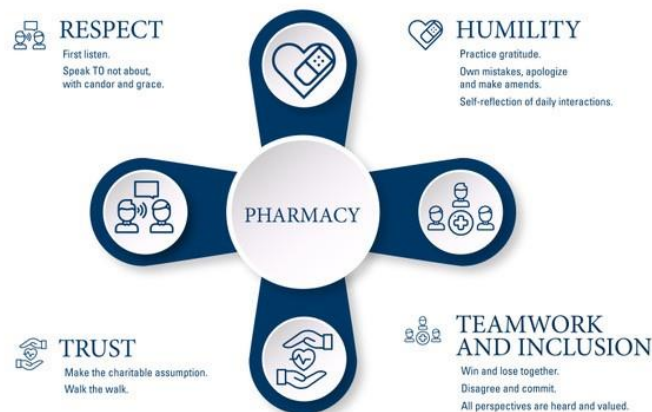 RESPECT
First listen.
Speak TO not about,
with candor and grace.
HUMILITY
Practice gratitude.
Own mistakes, apologize
and make amends.
Self-reflection of daily interactions.
PHARMACY
TRUST
Make the charitable assumption.
Walk the walk.
TEAMWORK
AND INCLUSION
Win and lose together.
Disagree and commit.
All perspectives are heard and valued.